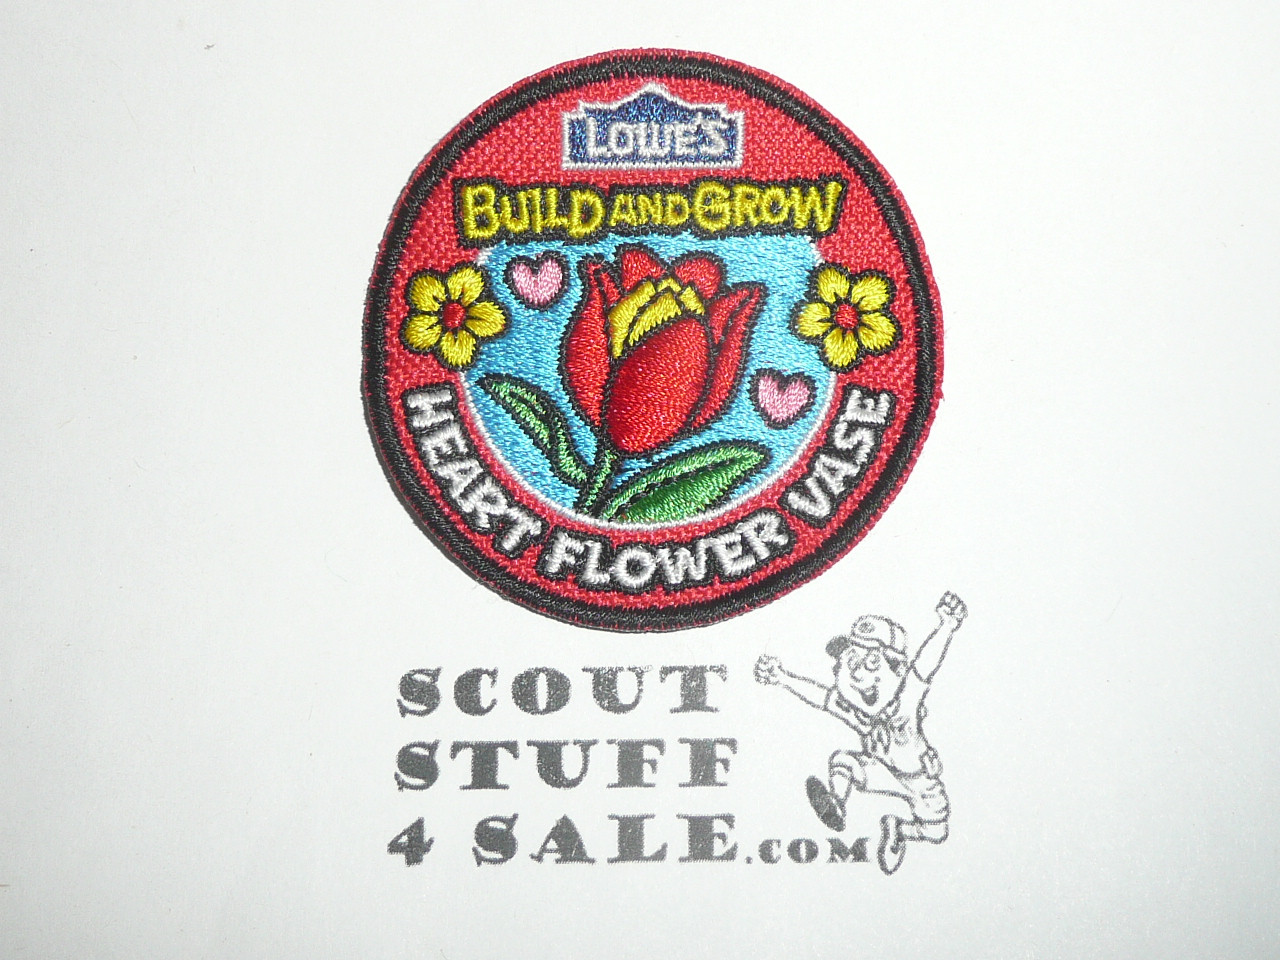 LOWE'S
BUILD AND GROW
HEART FLOWER VASE
SCOUT
STUFF
4 SALE.COM